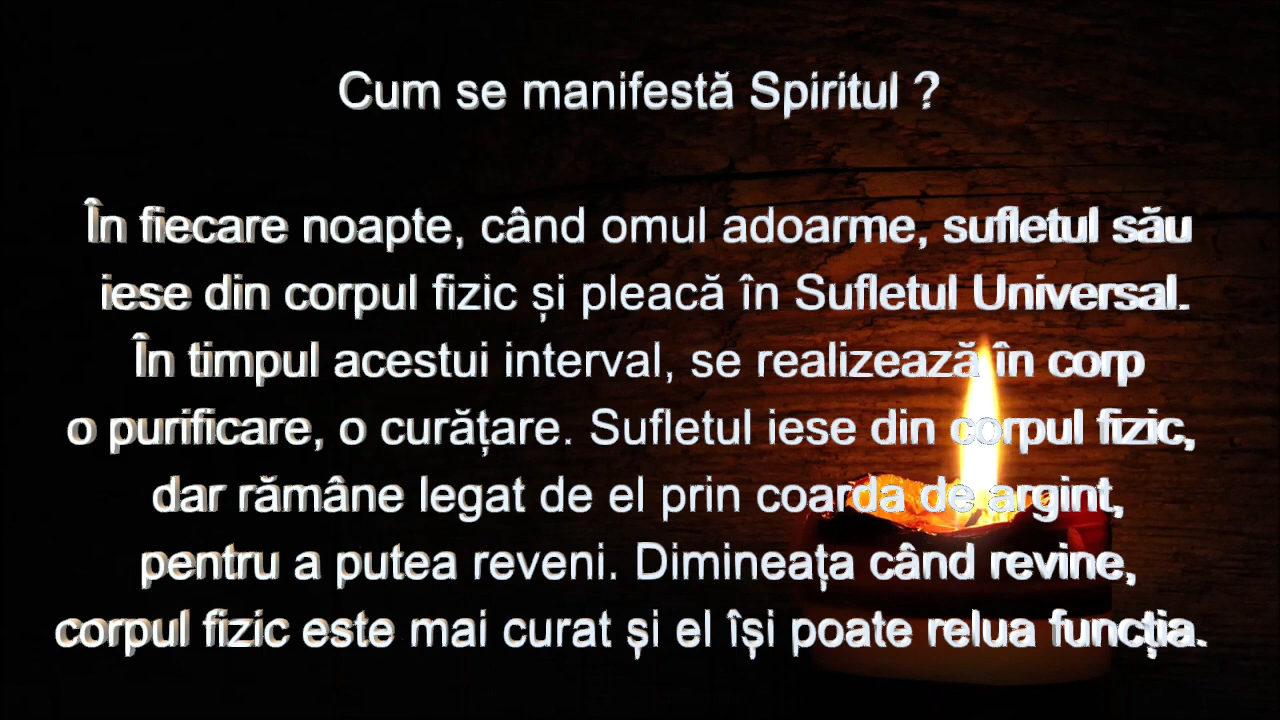 Cum se manifestă Spiritul ?
În fiecare noapte, când omul adoarme, sufletul său
iese din corpul fizic și pleacă în Sufletul Universal.
În timpul acestui interval, se realizează în corp
o purificare, o curățare. Sufletul iese din corpul fizic,
dar rămâne legat de el prin coarda de argint,
pentru a putea reveni. Dimineața când revine,
corpul fizic este mai curat și el își poate relua funcția.